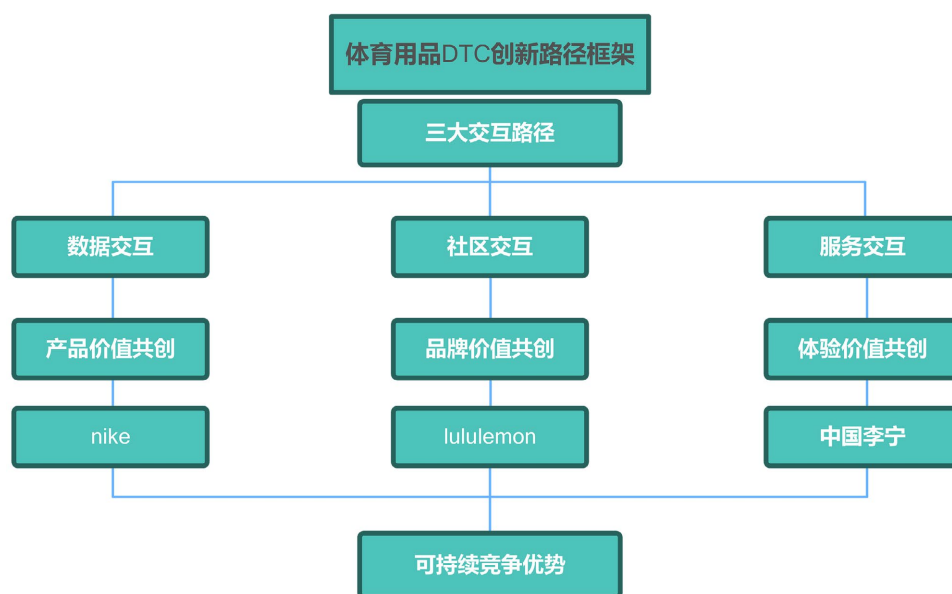 体育用品DTC创新路径框架
三大交互路径
数据交互
社区交互
服务交互
产品价值共创
品牌价值共创
体验价值共创
nike
lululemon
中国李宁
可持续竞争优势